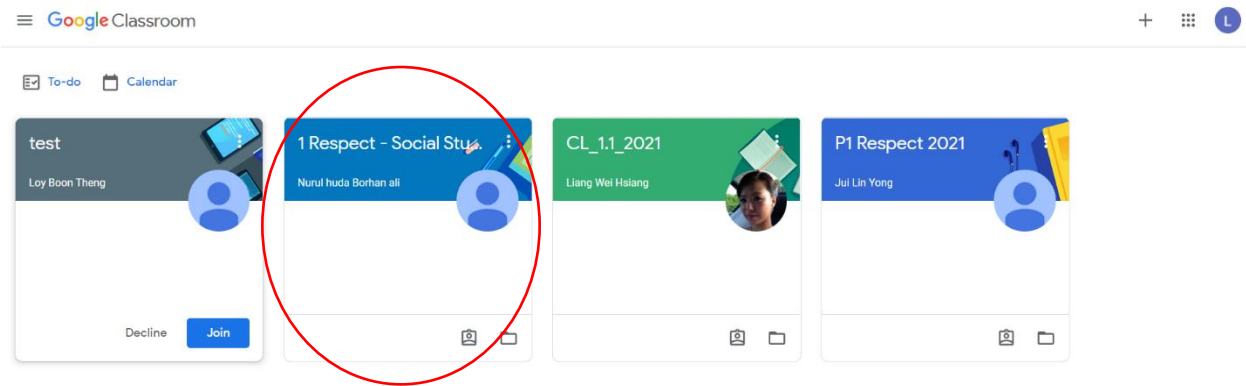 Google Classroom
L
To-do Calendar
test
Loy Boon Theng
Decline Join
1 Respect - Social Stu...
Nurul huda Borhan ali
CL_1.1_2021
Liang Wei Hsiang
P1 Respect 2021
Jui Lin Yong